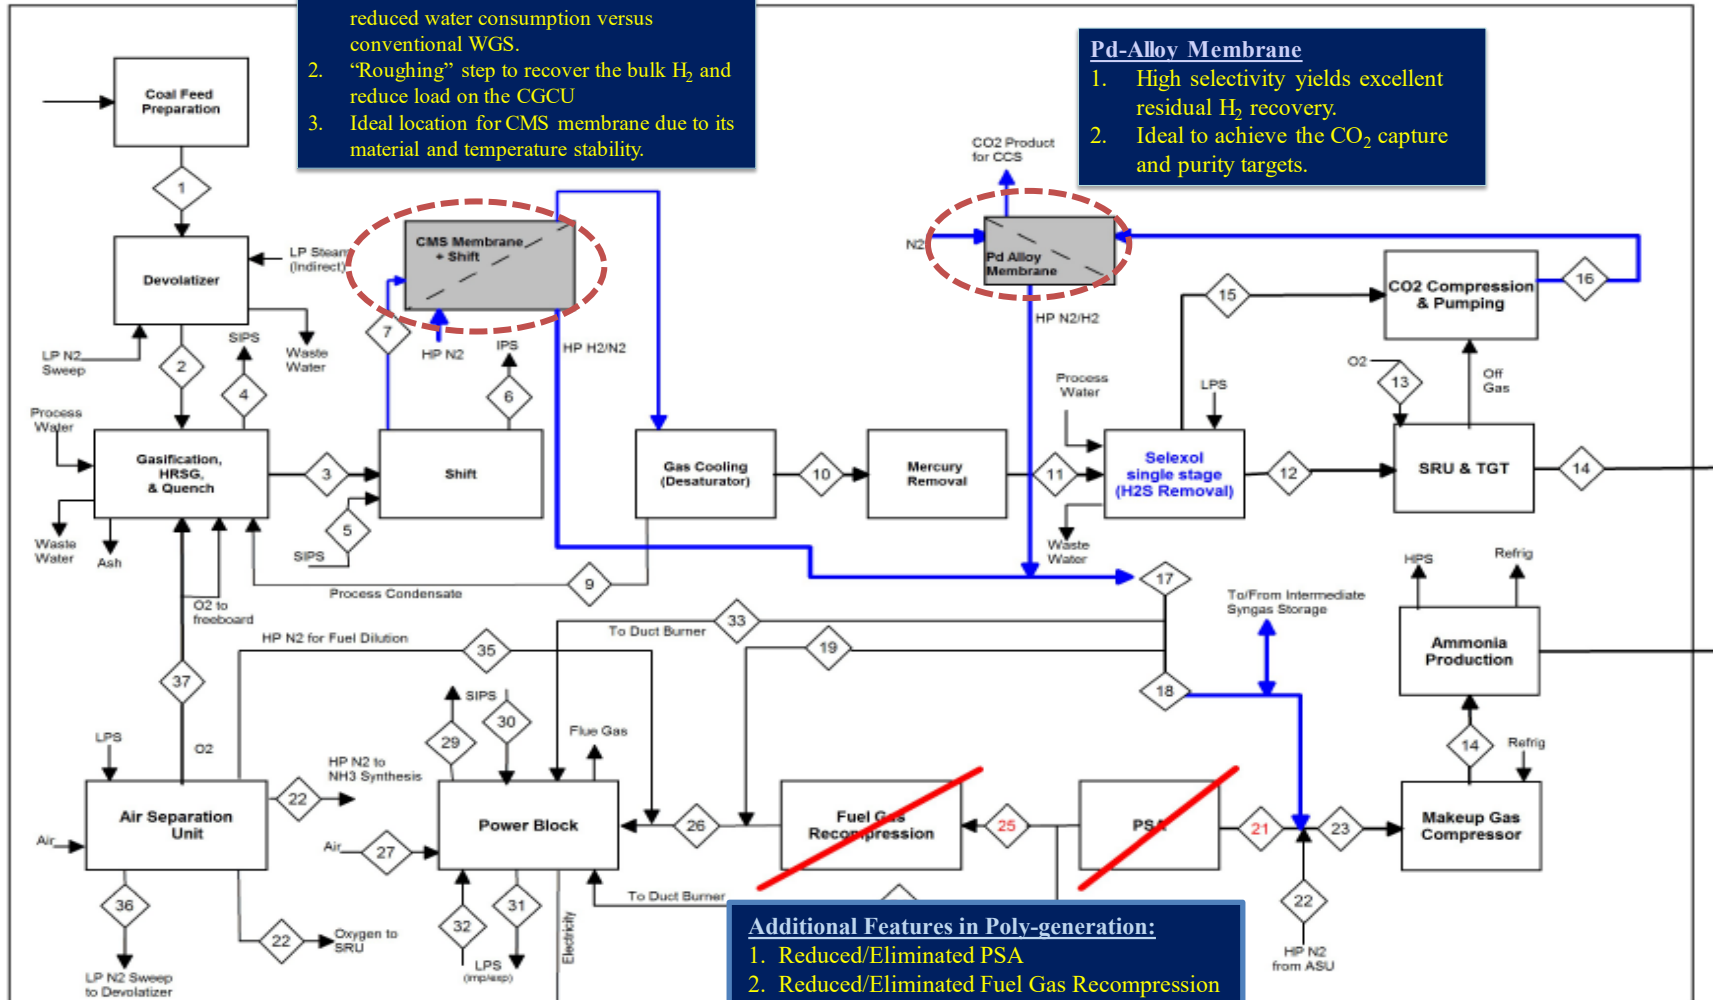 reduced water consumption versus
conventional WGS.
2. “Roughing” step to recover the bulk H₂ and
reduce load on the CGCU
3. Ideal location for CMS membrane due to its
material and temperature stability.
Pd-Alloy Membrane
1. High selectivity yields excellent
residual H₂ recovery.
2. Ideal to achieve the CO₂ capture
and purity targets.
Coal Feed
Preparation
1
Devolatizer
LP Steam
(Indirect)
LP N2
Sweep
Waste
Water
2
SIPS
4
CMS Membrane
+ Shift
7
HP N2
IPS
6
HP H2/N2
CO2 Product
for CCS
N2
Pd Alloy
Membrane
HP N2/H2
CO2 Compression
& Pumping
15
16
O2
13
Off
Gas
Process
Water
Gasification,
HRSG,
& Quench
Waste
Water
Ash
3
Shift
5
SIPS
Gas Cooling
(Desaturator)
10
Mercury
Removal
11
Process
Water
LPS
Selexol
single stage
(H2S Removal)
Waste
Water
12
SRU & TGT
14
9
Process Condensate
O2 to
freeboard
37
O2
HP N2 for Fuel Dilution
35
To Duct Burner
33
19
17
18
To/From Intermediate
Syngas Storage
HPS
Refrig
Ammonia
Production
14
Refrig
LPS
Air Separation
Unit
Air
HP N2 to
NH3 Synthesis
22
36
LP N2 Sweep
to Devolatizer
22
Oxygen to
SRU
SIPS
29
30
Flue Gas
Power Block
Air
27
32
LPS
(imp/exp)
31
Electricity
26
Fuel Gas
Recompression
25
PSA
21
23
Makeup Gas
Compressor
22
HP N2
from ASU
To Duct Burner
Additional Features in Poly-generation:
1. Reduced/Eliminated PSA
2. Reduced/Eliminated Fuel Gas Recompression